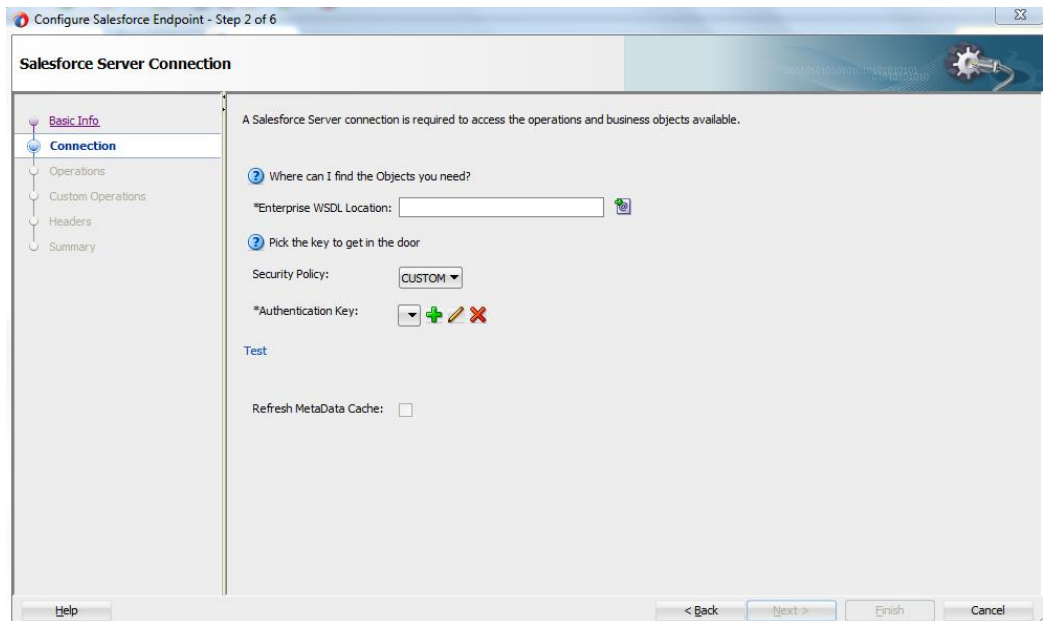 Configure Salesforce Endpoint - Step 2 of 6
Salesforce Server Connection
Basic Info
Connection
Operations
Custom Operations
Headers
Summary
A Salesforce Server connection is required to access the operations and business objects available.
Where can I find the Objects you need?
*Enterprise WSDL Location:
Pick the key to get in the door
Security Policy: CUSTOM
*Authentication Key:
Test
Refresh MetaData Cache:
Help < Back Next > Finish Cancel